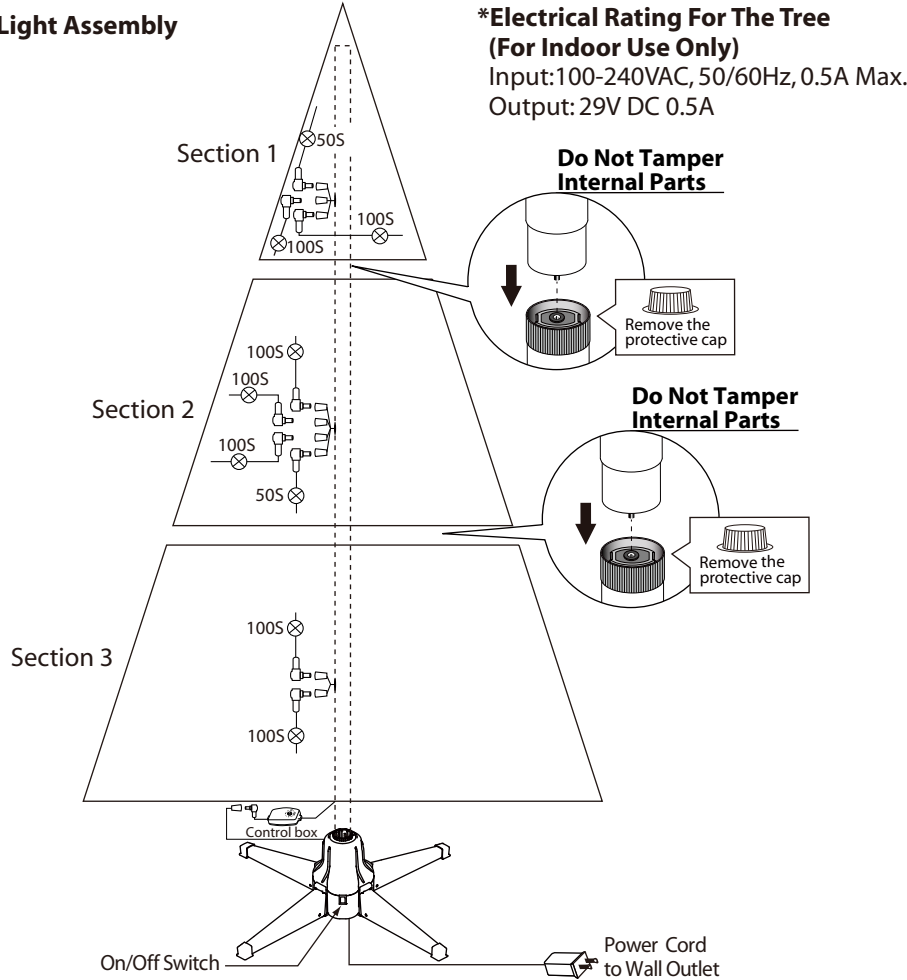 Light Assembly
*Electrical Rating For The Tree
(For Indoor Use Only)
Input:100-240VAC, 50/60Hz, 0.5A Max.
Output: 29V DC 0.5A
Section 1
50S
100S
100S
Do Not Tamper
Internal Parts
Remove the
protective cap
Section 2
100S
100S
100S
50S
Do Not Tamper
Internal Parts
Remove the
protective cap
Section 3
100S
100S
Control box
On/Off Switch
Power Cord
to Wall Outlet